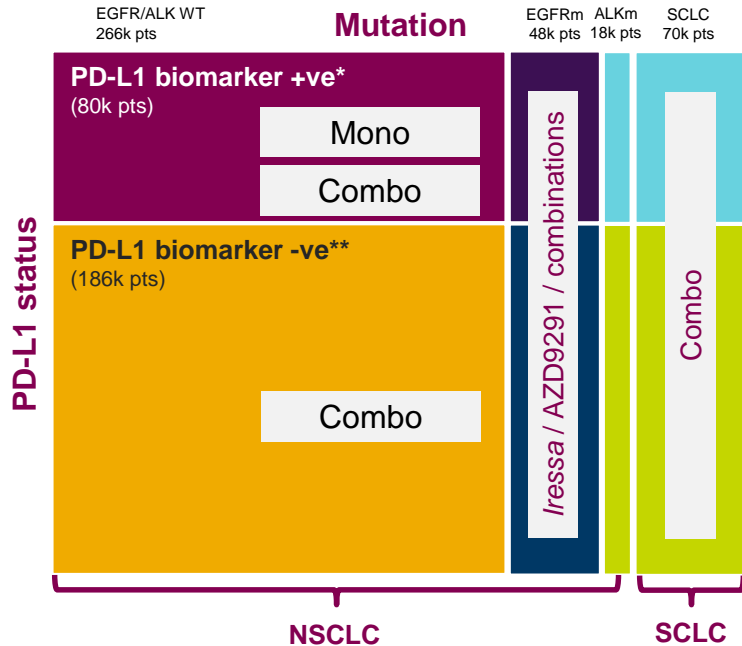 EGFR/ALK WT
266k pts
Mutation
EGFRm
48k pts
ALKm
18k pts
SCLC
70k pts
PD-L1 status
PD-L1 biomarker +ve*
(80k pts)
Mono
Combo
PD-L1 biomarker -ve**
(186k pts)
Combo
Iressa / AZD9291 / combinations
Combo
NSCLC
SCLC